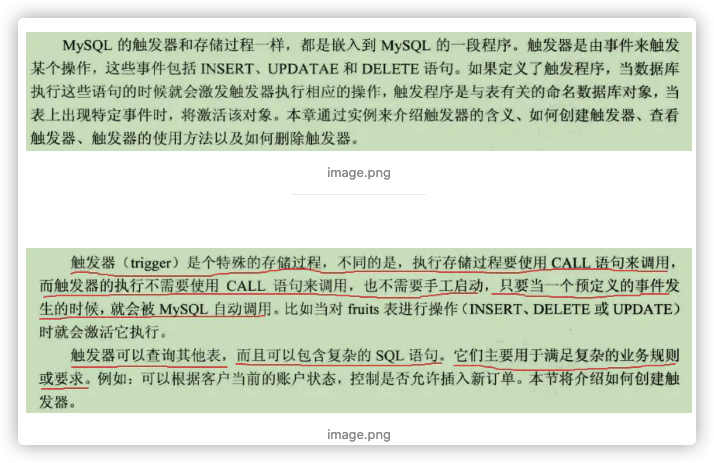 MySQL 的触发器和存储过程一样，都是嵌入到 MySQL 的一段程序。触发器是由事件来触发
某个操作，这些事件包括 INSERT、UPDATAE 和 DELETE 语句。如果定义了触发程序，当数据库
执行这些语句的时候就会激发触发器执行相应的操作，触发程序是与表有关的命名数据库对象，当
表上出现特定事件时，将激活该对象。本章通过实例来介绍触发器的含义、如何创建触发器、查看
触发器、触发器的使用方法以及如何删除触发器。
image.png
触发器（trigger）是个特殊的存储过程，不同的是，执行存储过程要使用 CALL 语句来调用，
而触发器的执行不需要使用 CALL 语句来调用，也不需要手工启动，只要当一个预定义的事件发
生的时候，就会被 MySQL 自动调用。比如当对 fruits 表进行操作（INSERT、DELETE 或 UPDATE）
时就会激活它执行。
触发器可以查询其他表，而且可以包含复杂的 SQL 语句。它们主要用于满足复杂的业务规则
或要求。例如：可以根据客户当前的账户状态，控制是否允许插入新订单。本节将介绍如何创建触
发器。
image.png